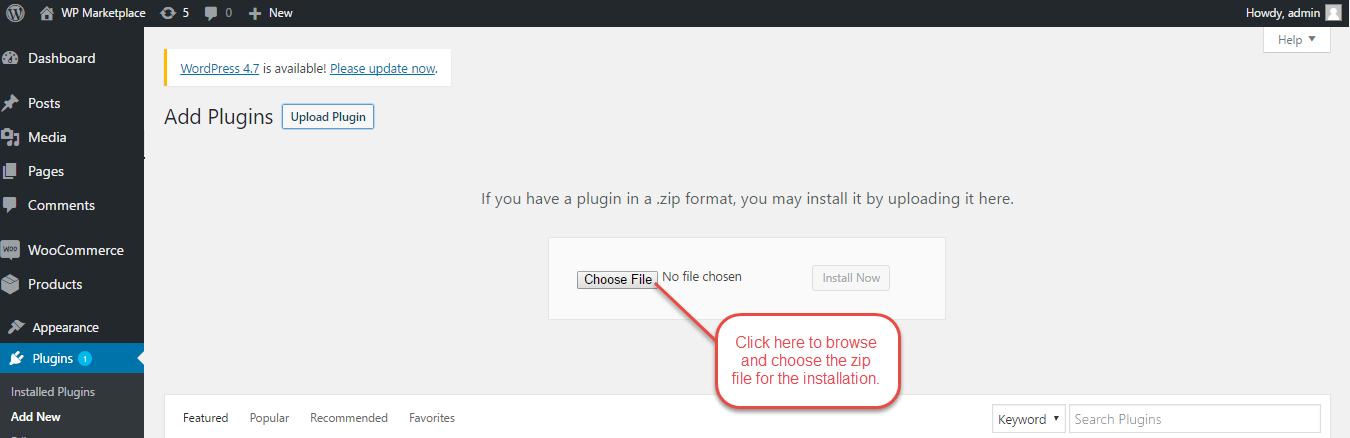 WP Marketplace 5 0 New Howdy, admin
Help
Dashboard
WordPress 4.7 is available! Please update now.
Posts
Add Plugins Upload Plugin
Media
Pages
If you have a plugin in a .zip format, you may install it by uploading it here.
Comments
WOO WooCommerce
Choose File No file chosen Install Now
Products
Appearance
Click here to browse
and choose the zip
file for the installation.
Plugins 1
Installed Plugins
Add New
Featured Popular Recommended Favorites Keyword Search Plugins